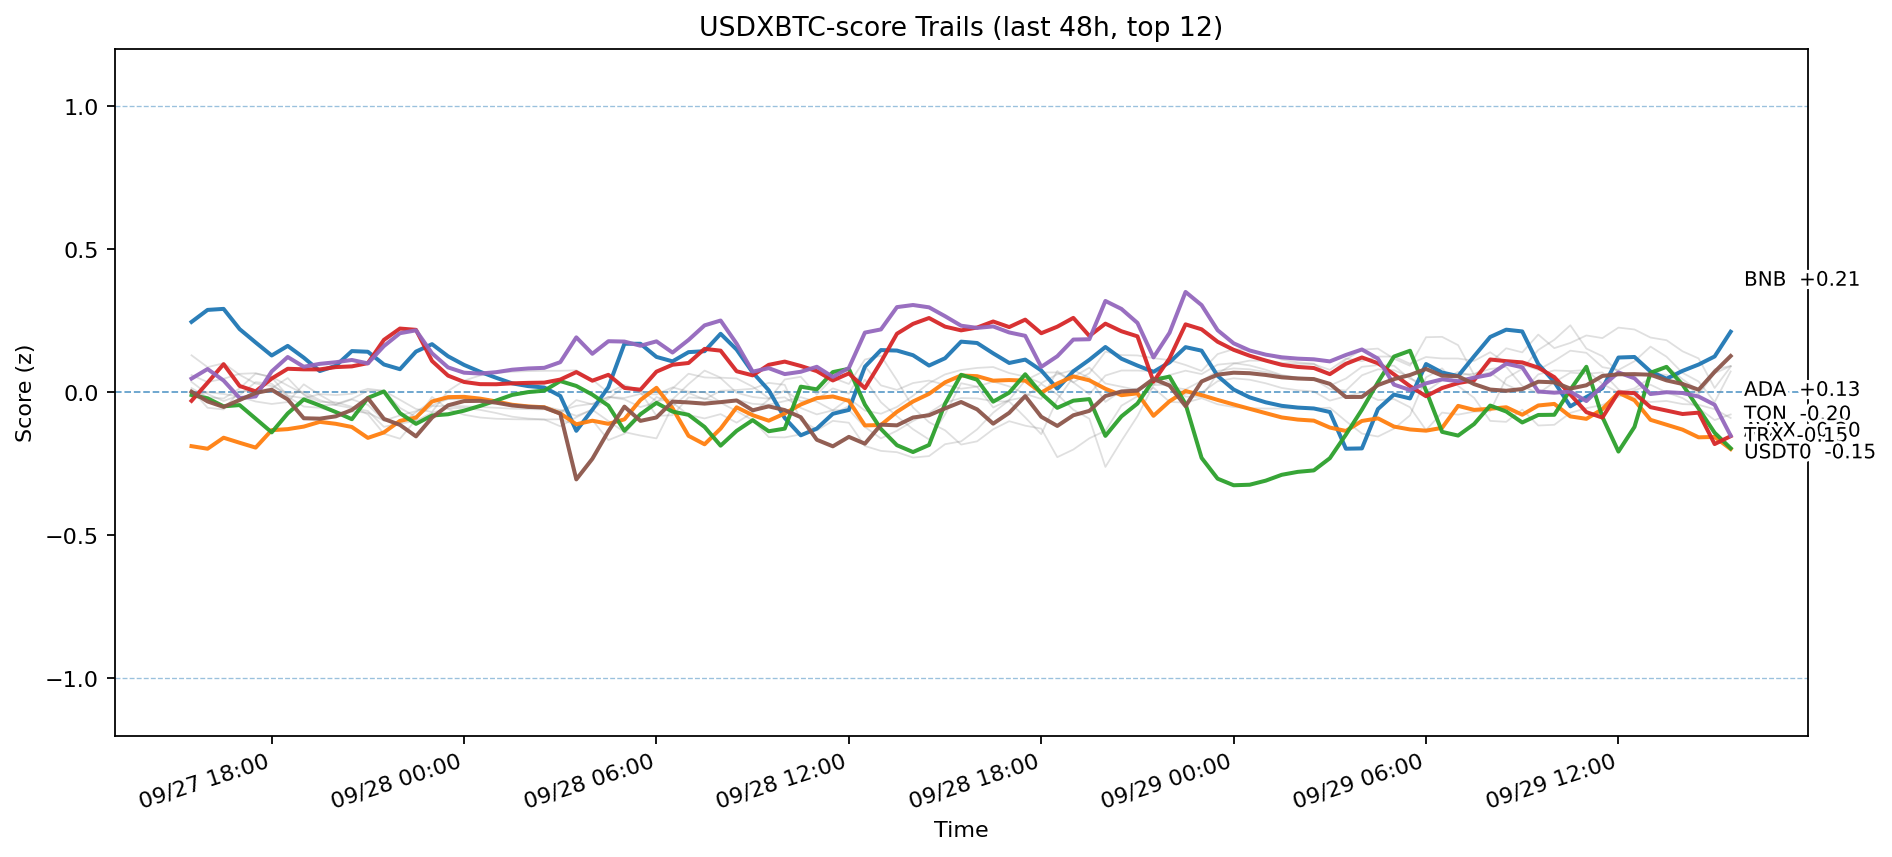 USDXBTC-score Trails (last 48h, top 12)
Score (z)
1.0
0.5
0.0
−0.5
−1.0
BNB +0.21
ADA +0.13
TON -0.20
TRX -0.15
USDT0 -0.15
09/27 18:00
09/28 00:00
09/28 06:00
09/28 12:00
09/28 18:00
09/29 00:00
09/29 06:00
09/29 12:00
Time